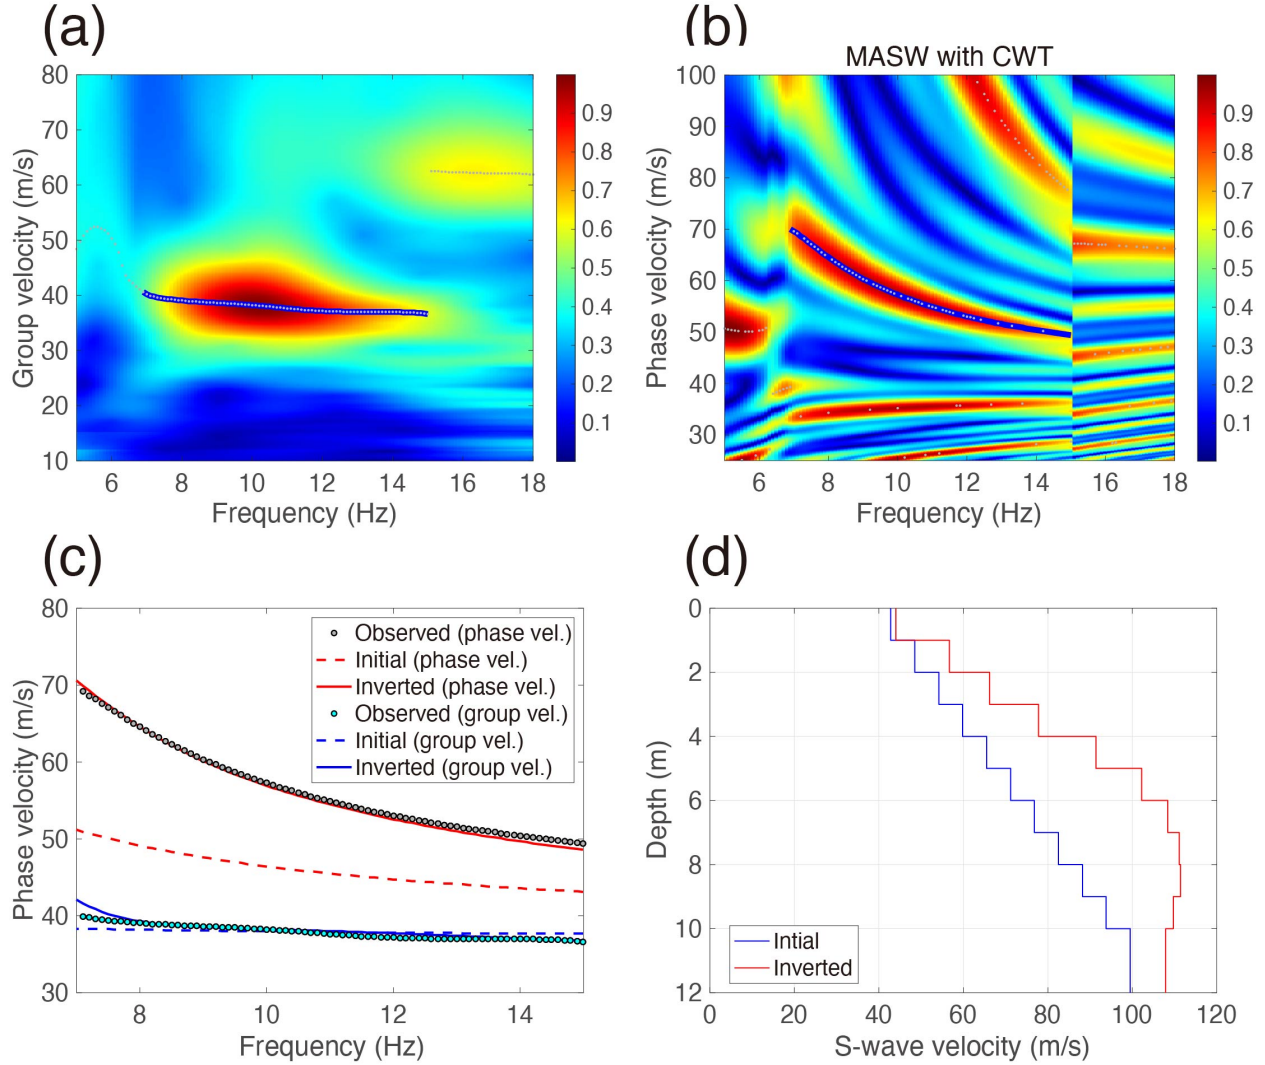 (a)
80
70
60
50
40
30
20
10
Group velocity (m/s)
6 8 10 12 14 16 18
Frequency (Hz)
0.9
0.8
0.7
0.6
0.5
0.4
0.3
0.2
0.1
(b)
MASW with CWT
100
90
80
70
60
50
40
30
Phase velocity (m/s)
6 8 10 12 14 16 18
Frequency (Hz)
0.9
0.8
0.7
0.6
0.5
0.4
0.3
0.2
0.1
(c)
80
70
60
50
40
30
Phase velocity (m/s)
Observed (phase vel.)
Initial (phase vel.)
Inverted (phase vel.)
Observed (group vel.)
Initial (group vel.)
Inverted (group vel.)
8 10 12 14
Frequency (Hz)
(d)
0
2
4
6
8
10
12
Depth (m)
Intial
Inverted
0 20 40 60 80 100 120
S-wave velocity (m/s)